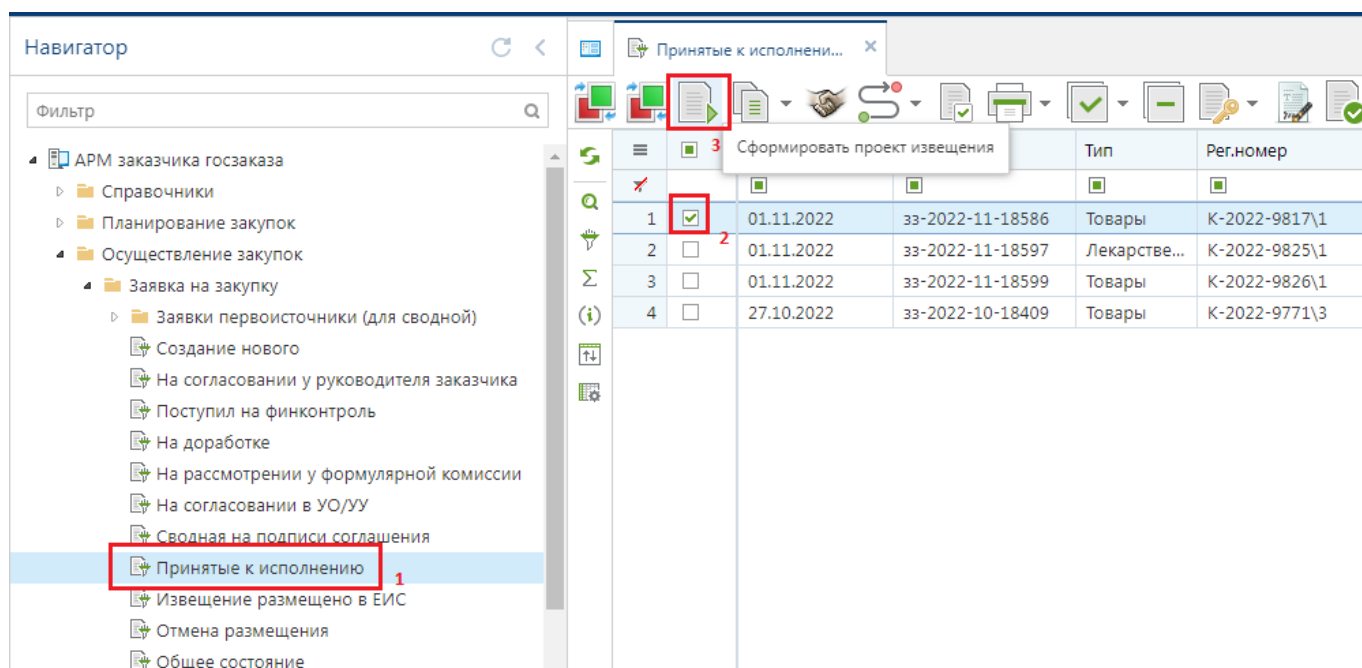 Навигатор
Принятые к исполнени...
Фильтр
3 Сформировать проект извещения
Тип
Рег.номер
АРМ заказчика госзаказа
Справочники
Планирование закупок
Осуществление закупок
Заявка на закупку
Заявки первоисточники (для сводной)
Создание нового
На согласовании у руководителя заказчика
Поступил на финконтроль
На доработке
На рассмотрении у формулярной комиссии
На согласовании в УО/УУ
Сводная на подписи соглашения
Принятые к исполнению 1
Извещение размещено в ЕИС
Отмена размещения
Общее состояние
1 01.11.2022 зз-2022-11-18586 Товары К-2022-9817\1
2
2 01.11.2022 зз-2022-11-18597 Лекарстве... К-2022-9825\1
3 01.11.2022 зз-2022-11-18599 Товары К-2022-9826\1
4 27.10.2022 зз-2022-10-18409 Товары К-2022-9771\3